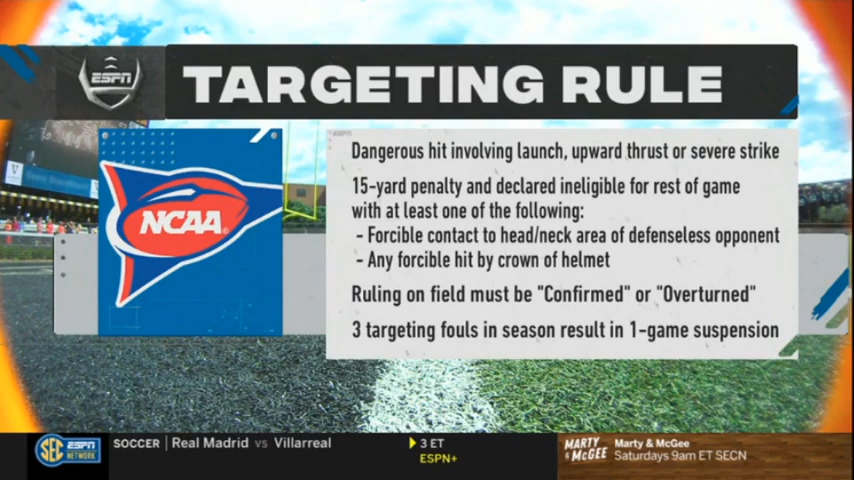 ESPN
TARGETING RULE
ESPN
Dangerous hit involving launch, upward thrust or severe strike
15-yard penalty and declared ineligible for rest of game
with at least one of the following:
- Forcible contact to head/neck area of defenseless opponent
- Any forcible hit by crown of helmet
Ruling on field must be "Confirmed" or "Overturned"
3 targeting fouls in season result in 1-game suspension
NCAA
V
V
SEC ESPN
NETWORK
SOCCER | Real Madrid vs Villarreal
3 ET
ESPN+
MARTY
& McGEE
Marty & McGee
Saturdays 9am ET SECN